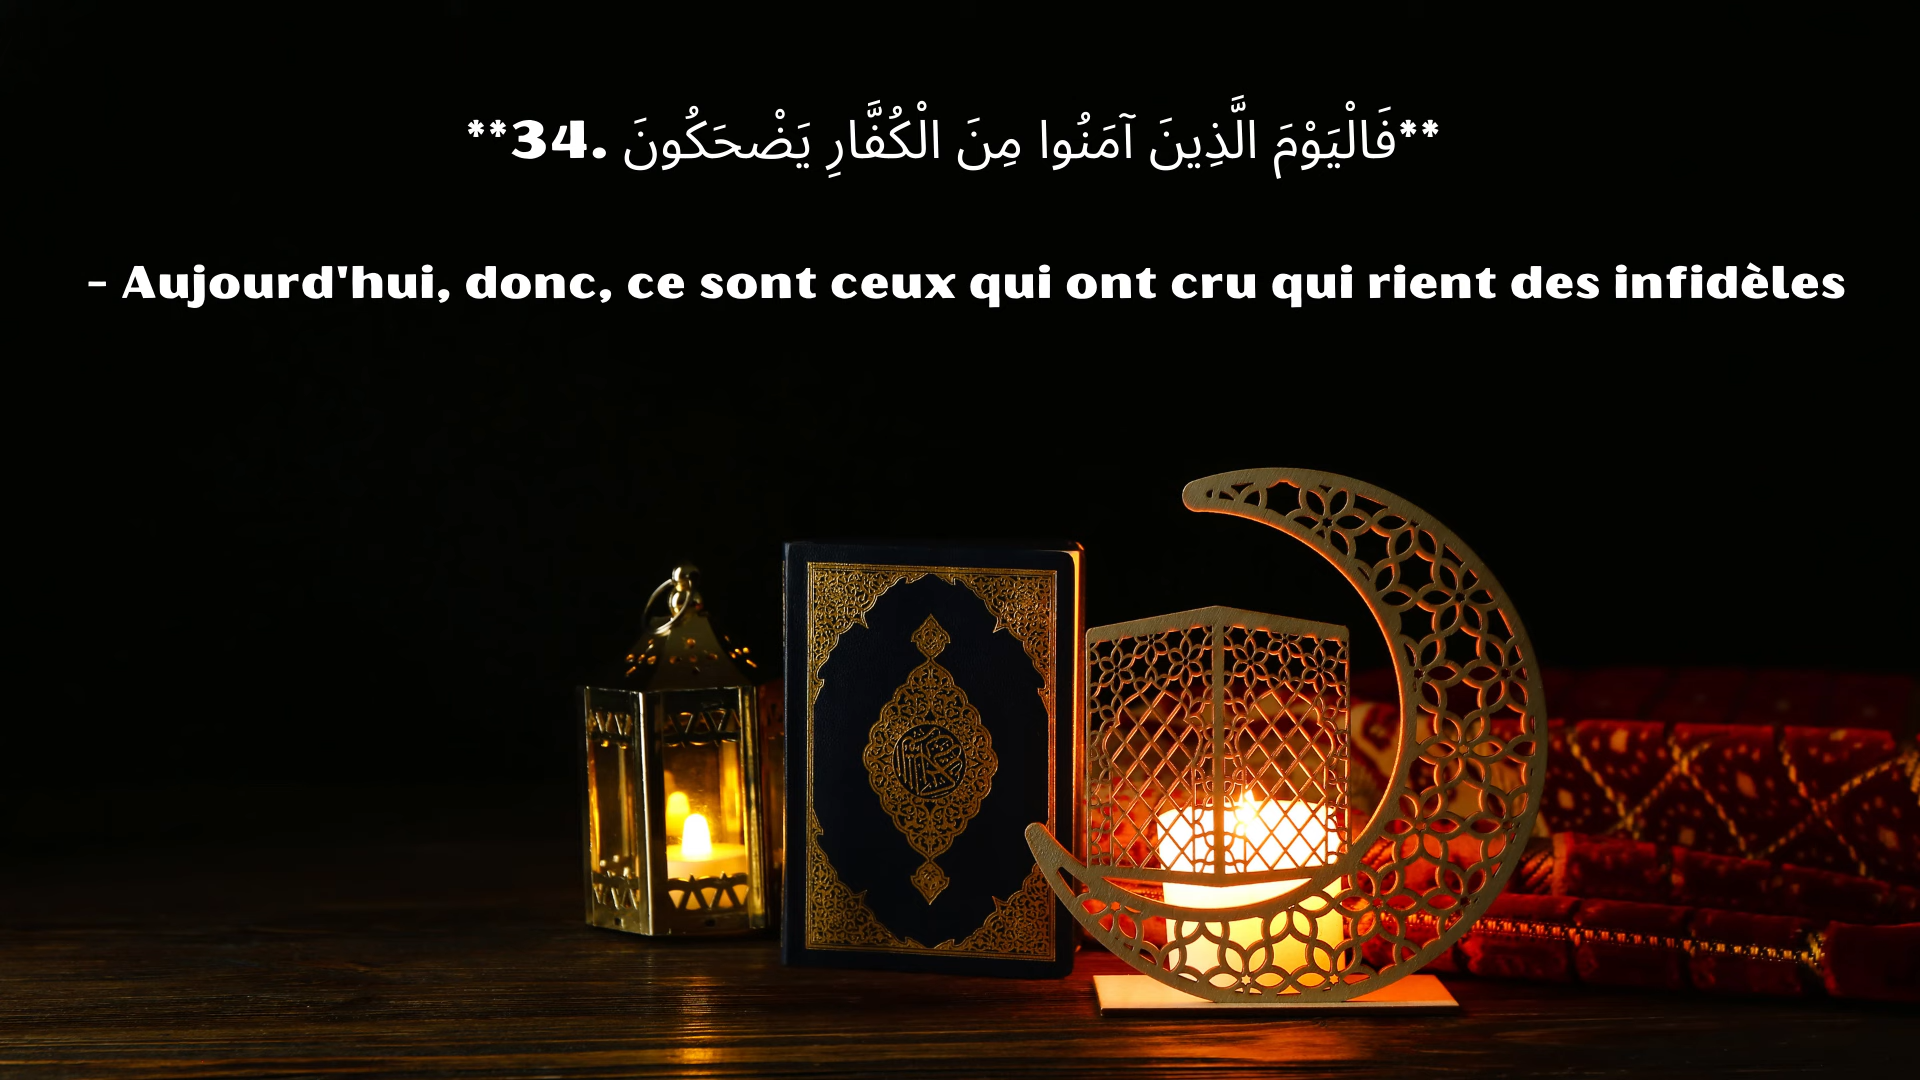 **34. فَالْيَوْمَ الَّذِينَ آمَنُوا مِنَ الْكُفَّارِ يَضْحَكُونَ**
- Aujourd'hui, donc, ce sont ceux qui ont cru qui rient des infidèles